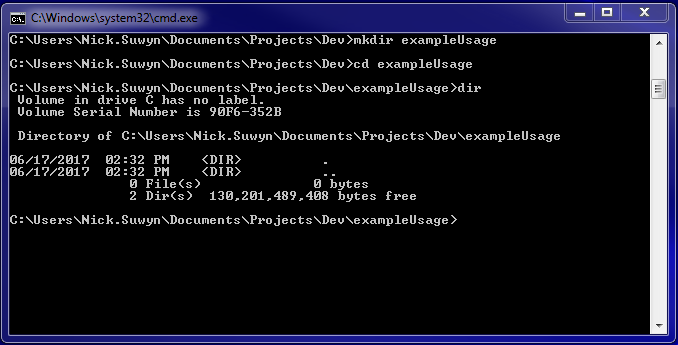 C:\Windows\system32\cmd.exe
C:\Users\Nick.Suwyn\Documents\Projects\Dev>mkdir exampleUsage
C:\Users\Nick.Suwyn\Documents\Projects\Dev>cd exampleUsage
C:\Users\Nick.Suwyn\Documents\Projects\Dev\exampleUsage>dir
 Volume in drive C has no label.
 Volume Serial Number is 90F6-352B
 Directory of C:\Users\Nick.Suwyn\Documents\Projects\Dev\exampleUsage
06/17/2017  02:32 PM    <DIR>          .
06/17/2017  02:32 PM    <DIR>          ..
               0 File(s)              0 bytes
               2 Dir(s)  130,201,489,408 bytes free
C:\Users\Nick.Suwyn\Documents\Projects\Dev\exampleUsage>